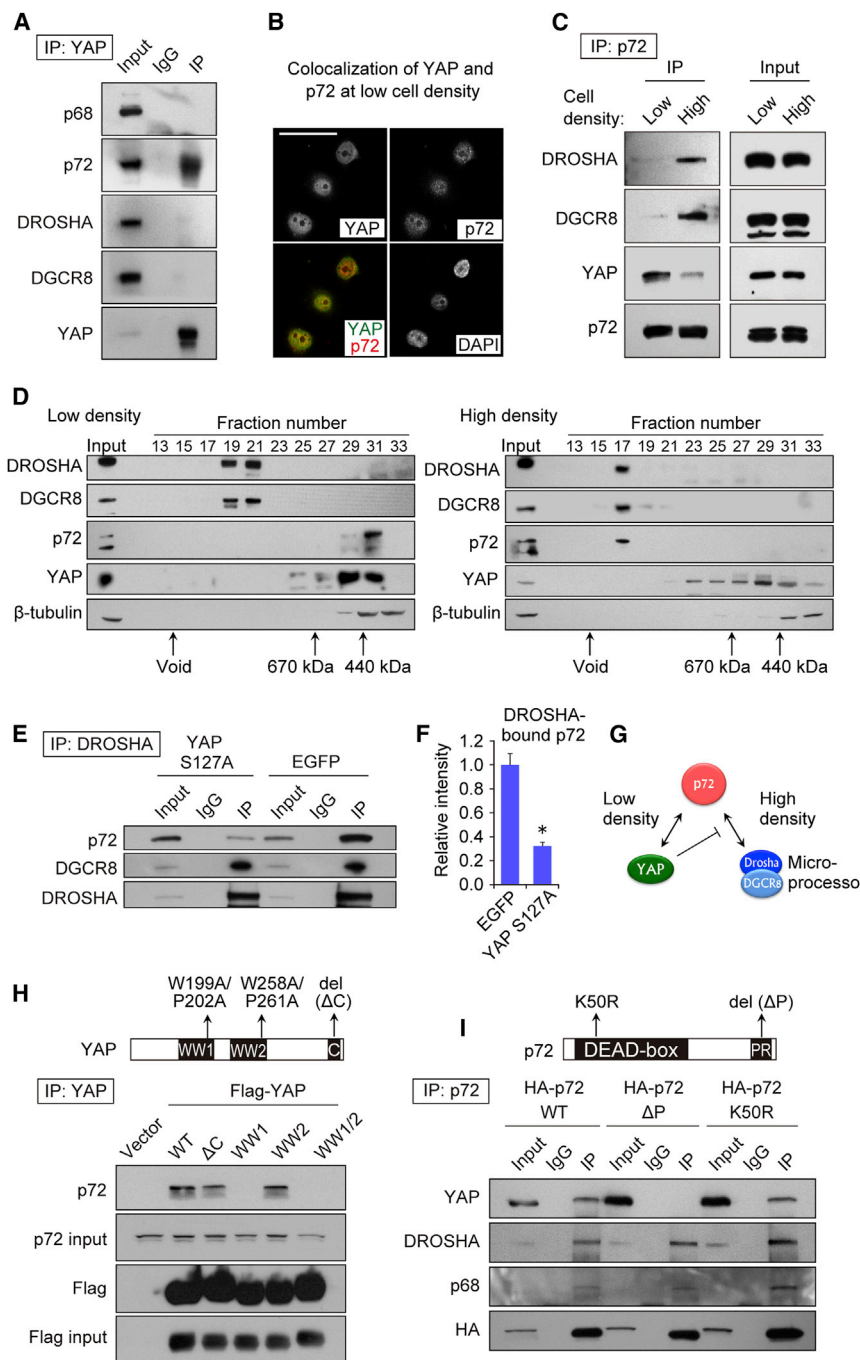 A
IP: YAP
Input
IgG
IP
p68
p72
DROSHA
DGCR8
YAP
B
Colocalization of YAP and
p72 at low cell density
YAP
p72
YAP
p72
DAPI
C
IP: p72
IP
Input
Cell
density:
Low
High
Low
High
DROSHA
DGCR8
YAP
p72
D
Low density
Fraction number
Input 13 15 17 19 21 23 25 27 29 31 33
DROSHA
DGCR8
p72
YAP
β-tubulin
Void
670 kDa
440 kDa
High density
Fraction number
Input 13 15 17 19 21 23 25 27 29 31 33
DROSHA
DGCR8
p72
YAP
β-tubulin
Void
670 kDa
440 kDa
E
IP: DROSHA
YAP
S127A
EGFP
Input
IgG
IP
Input
IgG
IP
p72
DGCR8
DROSHA
F
DROSHA-
bound p72
Relative intensity
1.2
1.0
0.8
0.6
0.4
0.2
0.0
*
EGFP
YAP S127A
G
p72
Low
density
High
density
YAP
Drosha
DGCR8
Micro-
processo
H
W199A/
P202A
W258A/
P261A
del
(ΔC)
YAP
WW1
WW2
C
IP: YAP
Flag-YAP
Vector
WT
ΔC
WW1
WW2
WW1/2
p72
p72 input
Flag
Flag input
I
K50R
del (ΔP)
p72
DEAD-box
PR
IP: p72
HA-p72
WT
HA-p72
ΔP
HA-p72
K50R
Input
IgG
IP
Input
IgG
IP
Input
IgG
IP
YAP
DROSHA
p68
HA